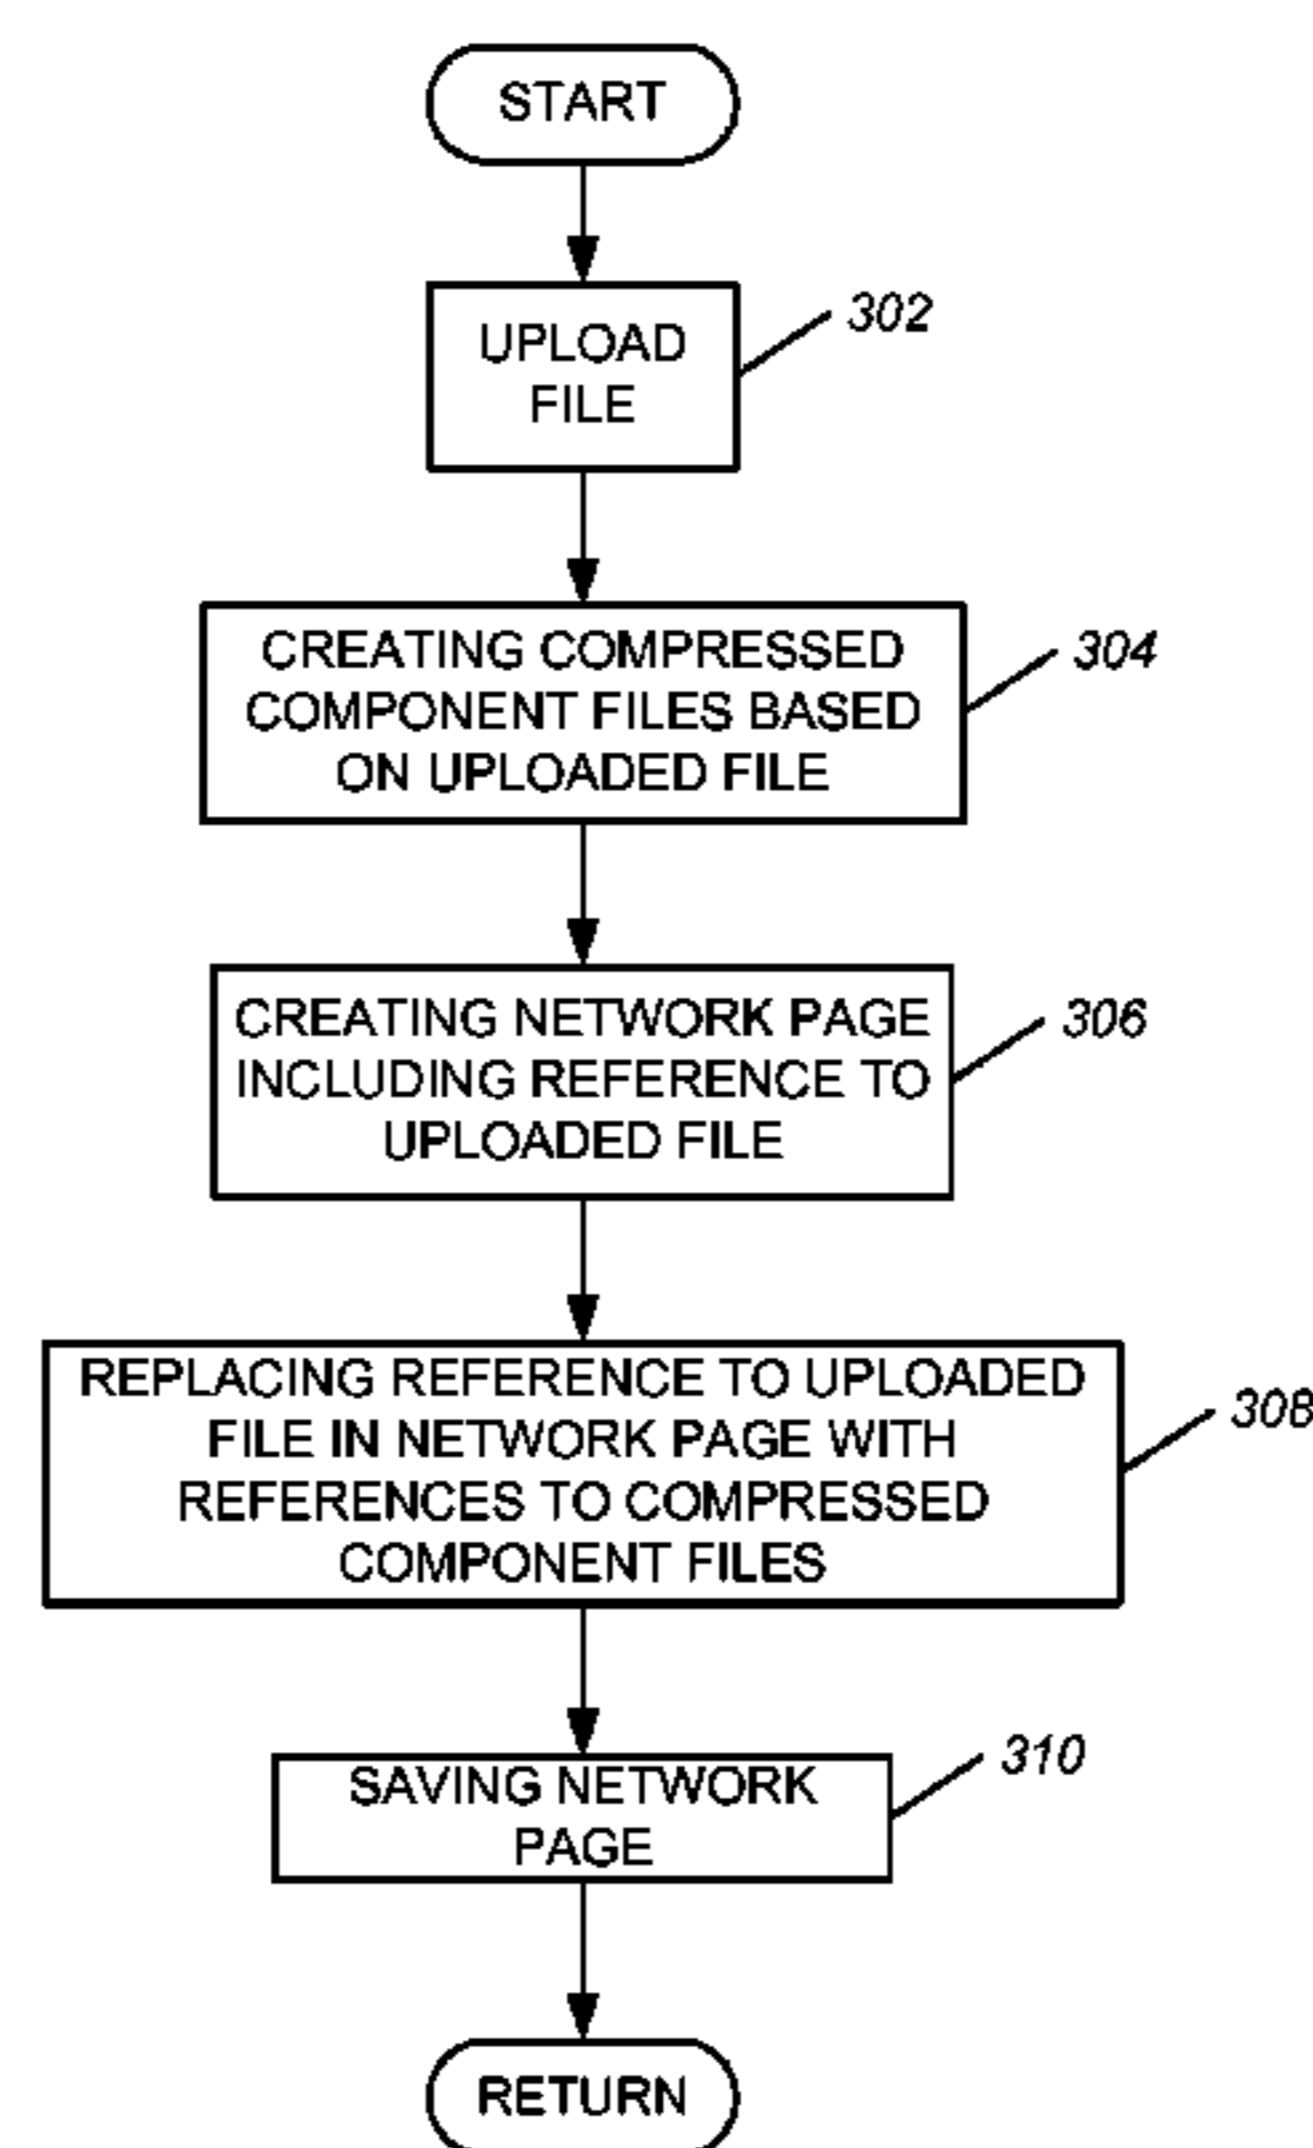 START
UPLOAD
FILE
302
CREATING COMPRESSED
COMPONENT FILES BASED
ON UPLOADED FILE
304
CREATING NETWORK PAGE
INCLUDING REFERENCE TO
UPLOADED FILE
306
REPLACING REFERENCE TO UPLOADED
FILE IN NETWORK PAGE WITH
REFERENCES TO COMPRESSED
COMPONENT FILES
308
SAVING NETWORK
PAGE
310
RETURN